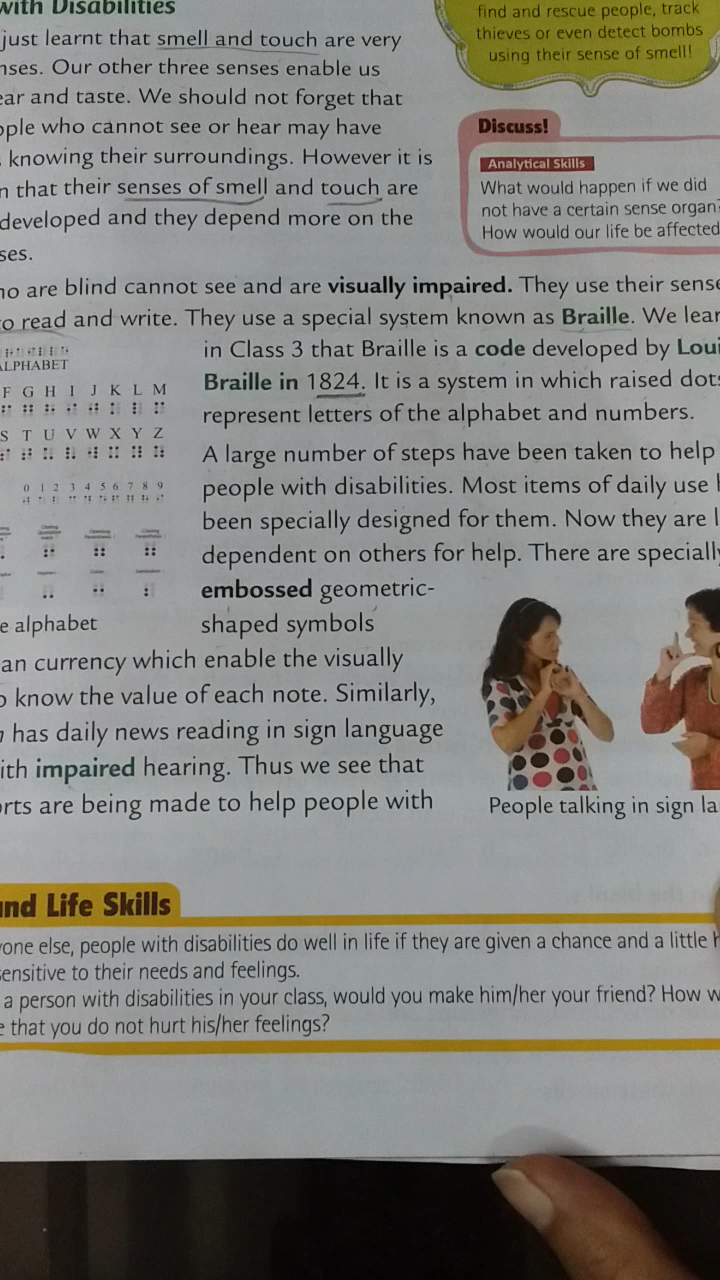 with Disabilities
just learnt that smell and touch are very
nses. Our other three senses enable us
ear and taste. We should not forget that
ople who cannot see or hear may have
knowing their surroundings. However it is
n that their senses of smell and touch are
developed and they depend more on the
ses.
find and rescue people, track
thieves or even detect bombs
using their sense of smell!
Discuss!
Analytical Skills
What would happen if we did
not have a certain sense organ?
How would our life be affected
ho are blind cannot see and are visually impaired. They use their sense
to read and write. They use a special system known as Braille. We lear
in Class 3 that Braille is a code developed by Loui
Braille in 1824. It is a system in which raised dots
represent letters of the alphabet and numbers.
ALPHABET
F G H I J K L M
S T U V W X Y Z
0 1 2 3 4 5 6 7 8 9
e alphabet
A large number of steps have been taken to help
people with disabilities. Most items of daily use h
been specially designed for them. Now they are l
dependent on others for help. There are specially
embossed geometric-
shaped symbols
an currency which enable the visually
o know the value of each note. Similarly,
n has daily news reading in sign language
ith impaired hearing. Thus we see that
orts are being made to help people with
People talking in sign la
and Life Skills
yone else, people with disabilities do well in life if they are given a chance and a little h
sensitive to their needs and feelings.
a person with disabilities in your class, would you make him/her your friend? How w
e that you do not hurt his/her feelings?